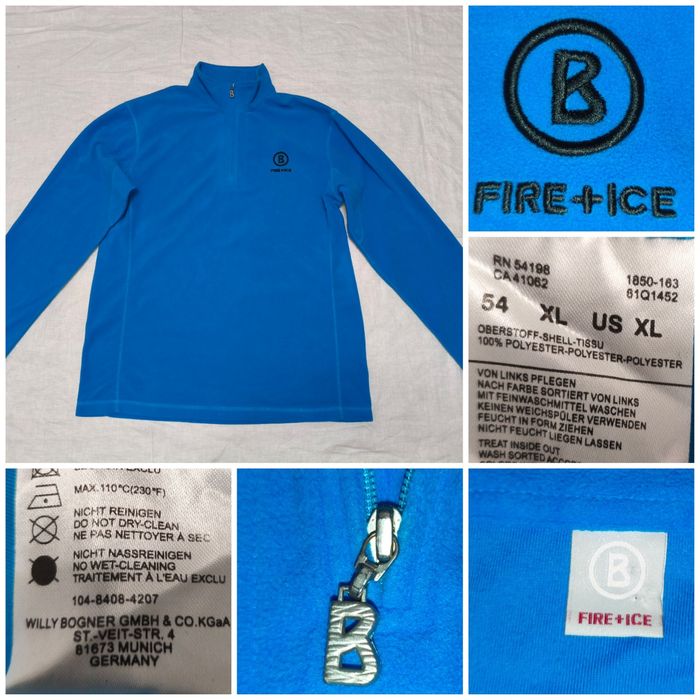 B
FIRE+ICE
B
FIRE+ICE
RN 54198
CA 41062
1850-163
61Q1452
54 XL US XL
OBERSTOFF-SHELL-TISSU
100% POLYESTER-POLYESTER-POLYESTER
VON LINKS PFLEGEN
NACH FARBE SORTIERT VON LINKS
MIT FEINWASCHMITTEL WASCHEN
KEINEN WEICHSPÜLER VERWENDEN
FEUCHT IN FORM ZIEHEN
NICHT FEUCHT LIEGEN LASSEN
TREAT INSIDE OUT
WASH SORTED
MAX.110°C(230°F)
NICHT REINIGEN
DO NOT DRY-CLEAN
NE PAS NETTOYER À SEC
NICHT NASSREINIGEN
NO WET-CLEANING
TRAITEMENT À L'EAU EXCLU
104-8408-4207
WILLY BOGNER GMBH & CO.KGaA
ST.-VEIT-STR. 4
81673 MUNICH
GERMANY
B
B
FIRE+ICE